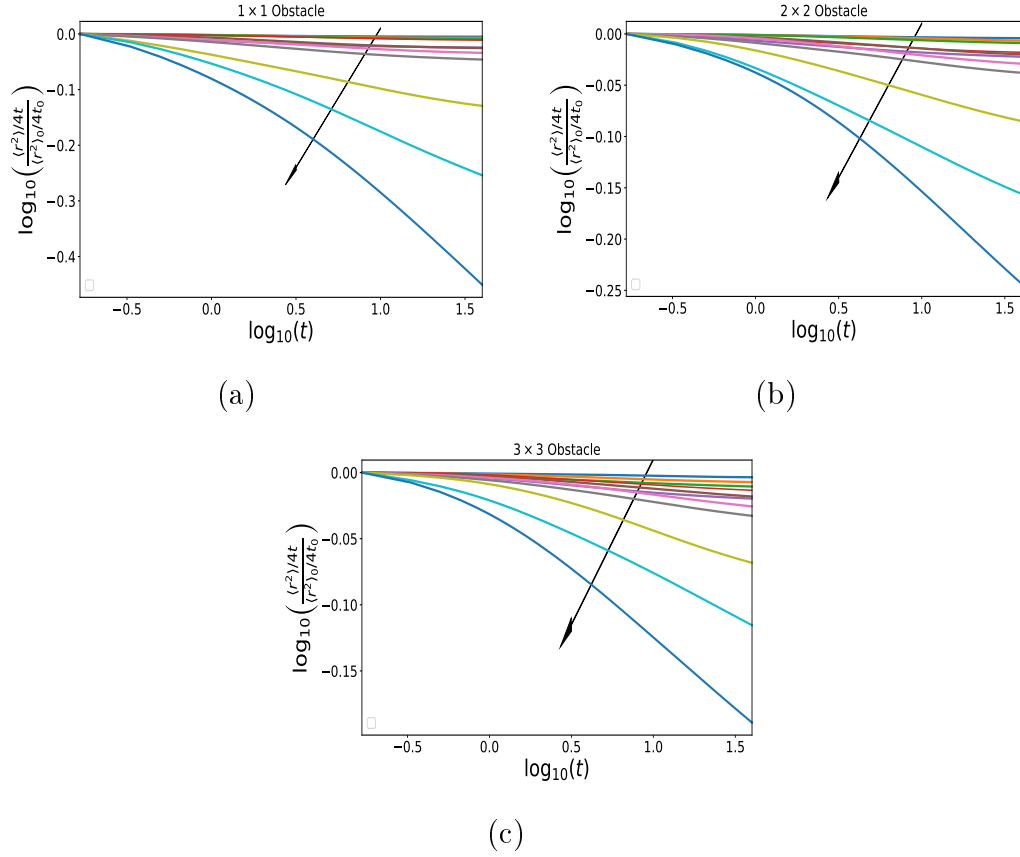 1 × 1 Obstacle
0.0
−0.1
−0.2
−0.3
−0.4
log₁₀(⟨r²⟩/4t / ⟨r²⟩₀/4t₀)
−0.5 0.0 0.5 1.0 1.5
log₁₀(t)
(a)
2 × 2 Obstacle
0.00
−0.05
−0.10
−0.15
−0.20
−0.25
log₁₀(⟨r²⟩/4t / ⟨r²⟩₀/4t₀)
−0.5 0.0 0.5 1.0 1.5
log₁₀(t)
(b)
3 × 3 Obstacle
0.00
−0.05
−0.10
−0.15
log₁₀(⟨r²⟩/4t / ⟨r²⟩₀/4t₀)
−0.5 0.0 0.5 1.0 1.5
log₁₀(t)
(c)